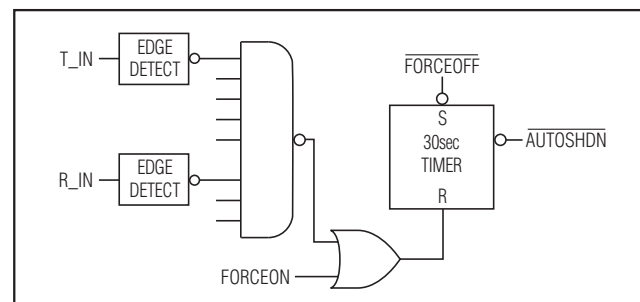 T_IN
EDGE
DETECT
FORCEOFF
S
30sec
TIMER
R
AUTOSHDN
R_IN
EDGE
DETECT
FORCEON